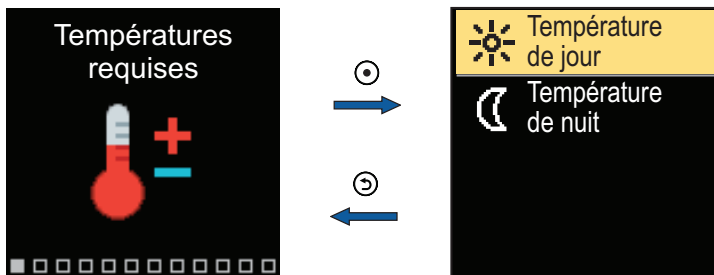 Températures
requises
Température
de jour
Température
de nuit